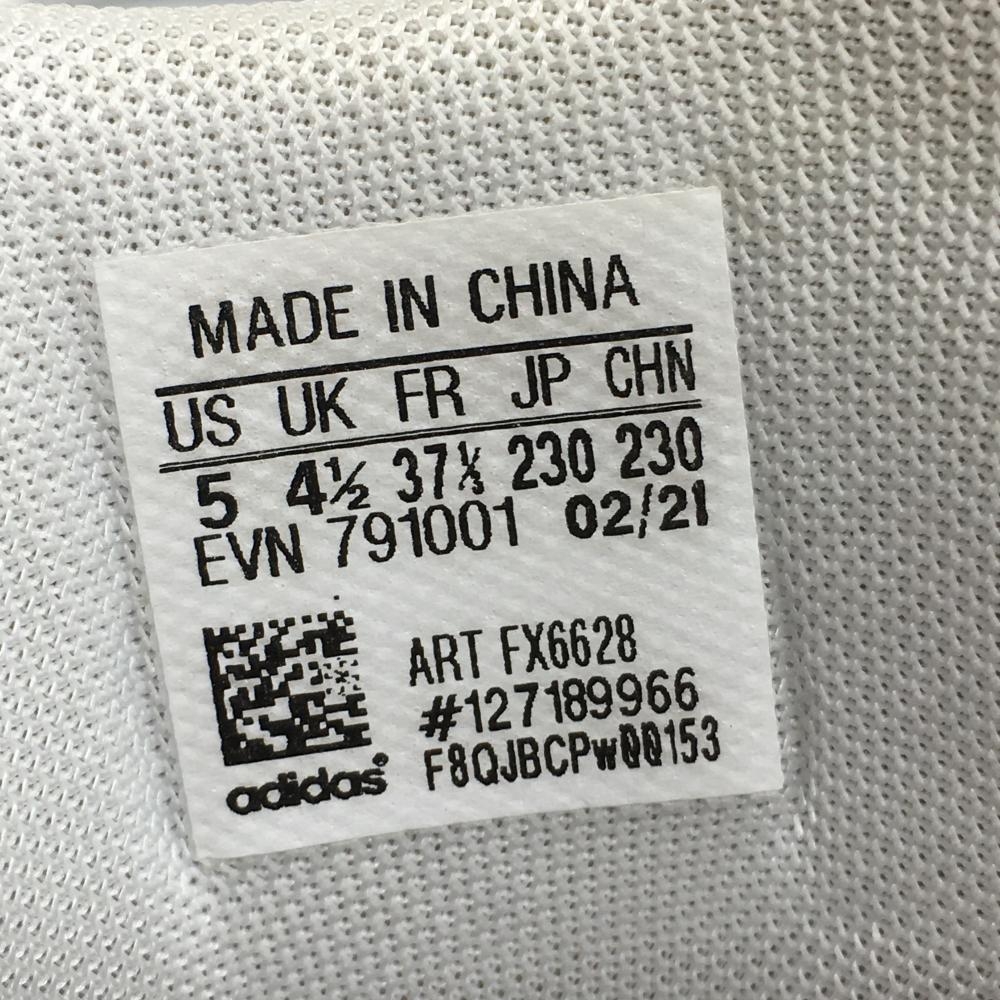 MADE IN CHINA
US UK FR JP CHN
5 4½ 37⅓ 230 230
EVN 791001 02/21
ART FX6628
#127189966
F8QJBCPw00153
adidas®